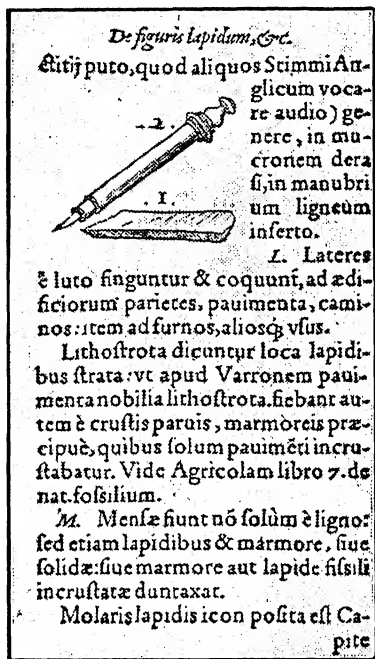 De figuris lapidum, &c.
ctitij puto, quod aliquos Stimmi An-
glicum voca-
re audio) ge-
nere, in mu-
cronem dera
ſi, in manubri
um ligneum
inſerto.
.2.
.1.
L. Lateres
è luto finguntur & coquunt̃, ad ædi-
ficiorum parietes, pauimenta, cami-
nos: item ad furnos, alioſq́; vſus.
Lithoſtrota dicuntur loca lapidi-
bus ſtrata: vt apud Varronem paui-
menta nobilia lithoſtrota. fiebant au-
tem è cruſtis paruis, marmoreis præ-
cipuè, quibus ſolum pauimẽti incru-
ſtabatur. Vide Agricolam libro 7. de
nat. foſſilium.
M. Menſæ fiunt nõ ſolùm è ligno:
ſed etiam lapidibus & marmore, ſiue
ſolidæ: ſiue marmore aut lapide fiſsili
incruſtatæ duntaxat.
Molaris lapidis icon poſita eſt Ca-
pite